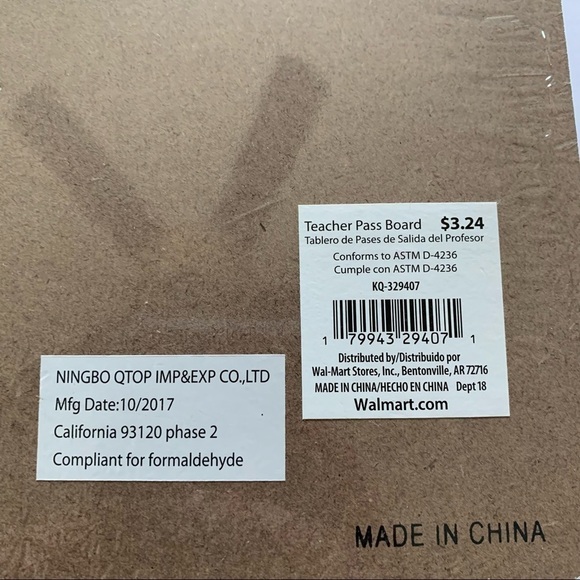 Teacher Pass Board $3.24
Tablero de Pases de Salida del Profesor
Conforms to ASTM D-4236
Cumple con ASTM D-4236
KQ-329407
1 79943 29407 1
Distributed by/Distribuido por
Wal-Mart Stores, Inc., Bentonville, AR 72716
MADE IN CHINA/HECHO EN CHINA Dept 18
Walmart.com
NINGBO QTOP IMP&EXP CO.,LTD
Mfg Date:10/2017
California 93120 phase 2
Compliant for formaldehyde
MADE IN CHINA